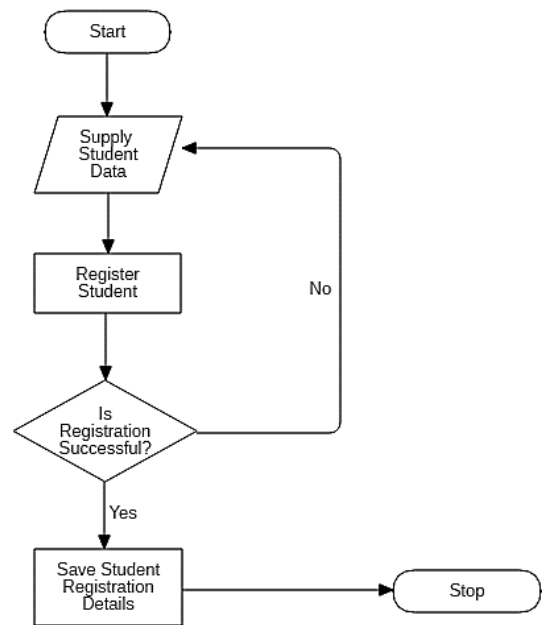 Start
Supply
Student
Data
Register
Student
No
Is
Registration
Successful?
Yes
Save Student
Registration
Details
Stop